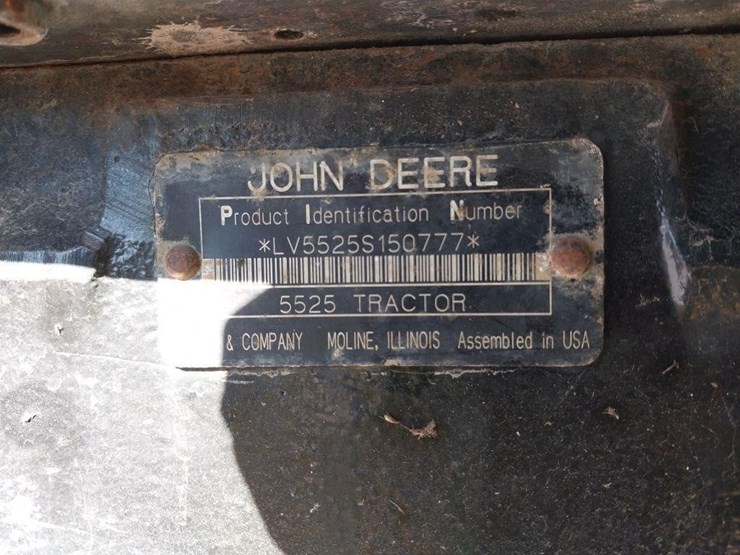 JOHN DEERE
Product Identification Number
*LV5525S150777*
5525 TRACTOR
& COMPANY MOLINE, ILLINOIS Assembled in USA